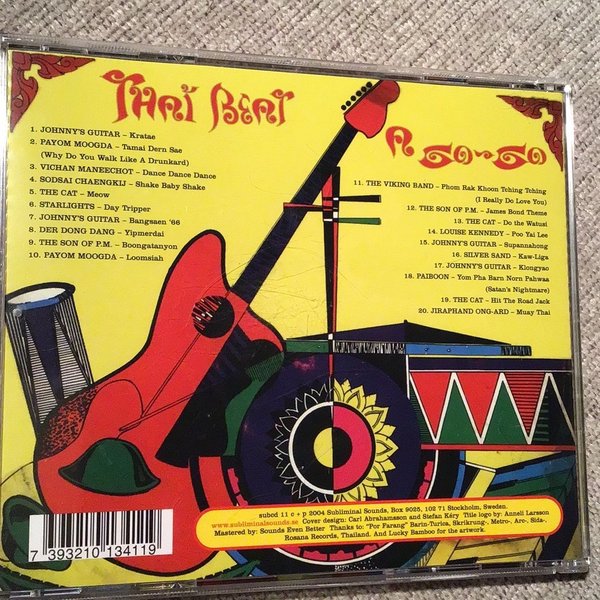 THAI BEAT
A GO-GO
1. JOHNNY'S GUITAR – Kratae
2. PAYOM MOOGDA – Tamai Dern Sae
(Why Do You Walk Like A Drunkard)
3. VICHAN MANEECHOT – Dance Dance Dance
4. SODSAI CHAENGKIJ – Shake Baby Shake
5. THE CAT – Meow
6. STARLIGHTS – Day Tripper
7. JOHNNY'S GUITAR – Bangsaen '66
8. DER DONG DANG – Yipmerdai
9. THE SON OF P.M. – Boongatanyon
10. PAYOM MOOGDA – Loomsiah
11. THE VIKING BAND – Phom Rak Khoon Tching Tching
(I Really Do Love You)
12. THE SON OF P.M. – James Bond Theme
13. THE CAT – Do the Watusi
14. LOUISE KENNEDY – Poo Yai Lee
15. JOHNNY'S GUITAR – Supannahong
16. SILVER SAND – Kaw-Liga
17. JOHNNY'S GUITAR – Klongyao
18. PAIBOON – Yom Pha Barn Norn Pahwaa
(Satan's Nightmare)
19. THE CAT – Hit The Road Jack
20. JIRAPHAND ONG-ARD – Muay Thai
subcd 11 c + p 2004 Subliminal Sounds, Box 9025, 102 71 Stockholm, Sweden.
www.subliminalsounds.se Cover design: Carl Abrahamsson and Stefan Kéry Title logo by: Anneli Larsson
Mastered by: Sounds Even Better Thanks to: "Por Farang" Barin-Turica, Skrikrung-, Metro-, Aro-, Sida-,
Rosana Records, Thailand. And Lucky Bamboo for the artwork.
7 393210 134119